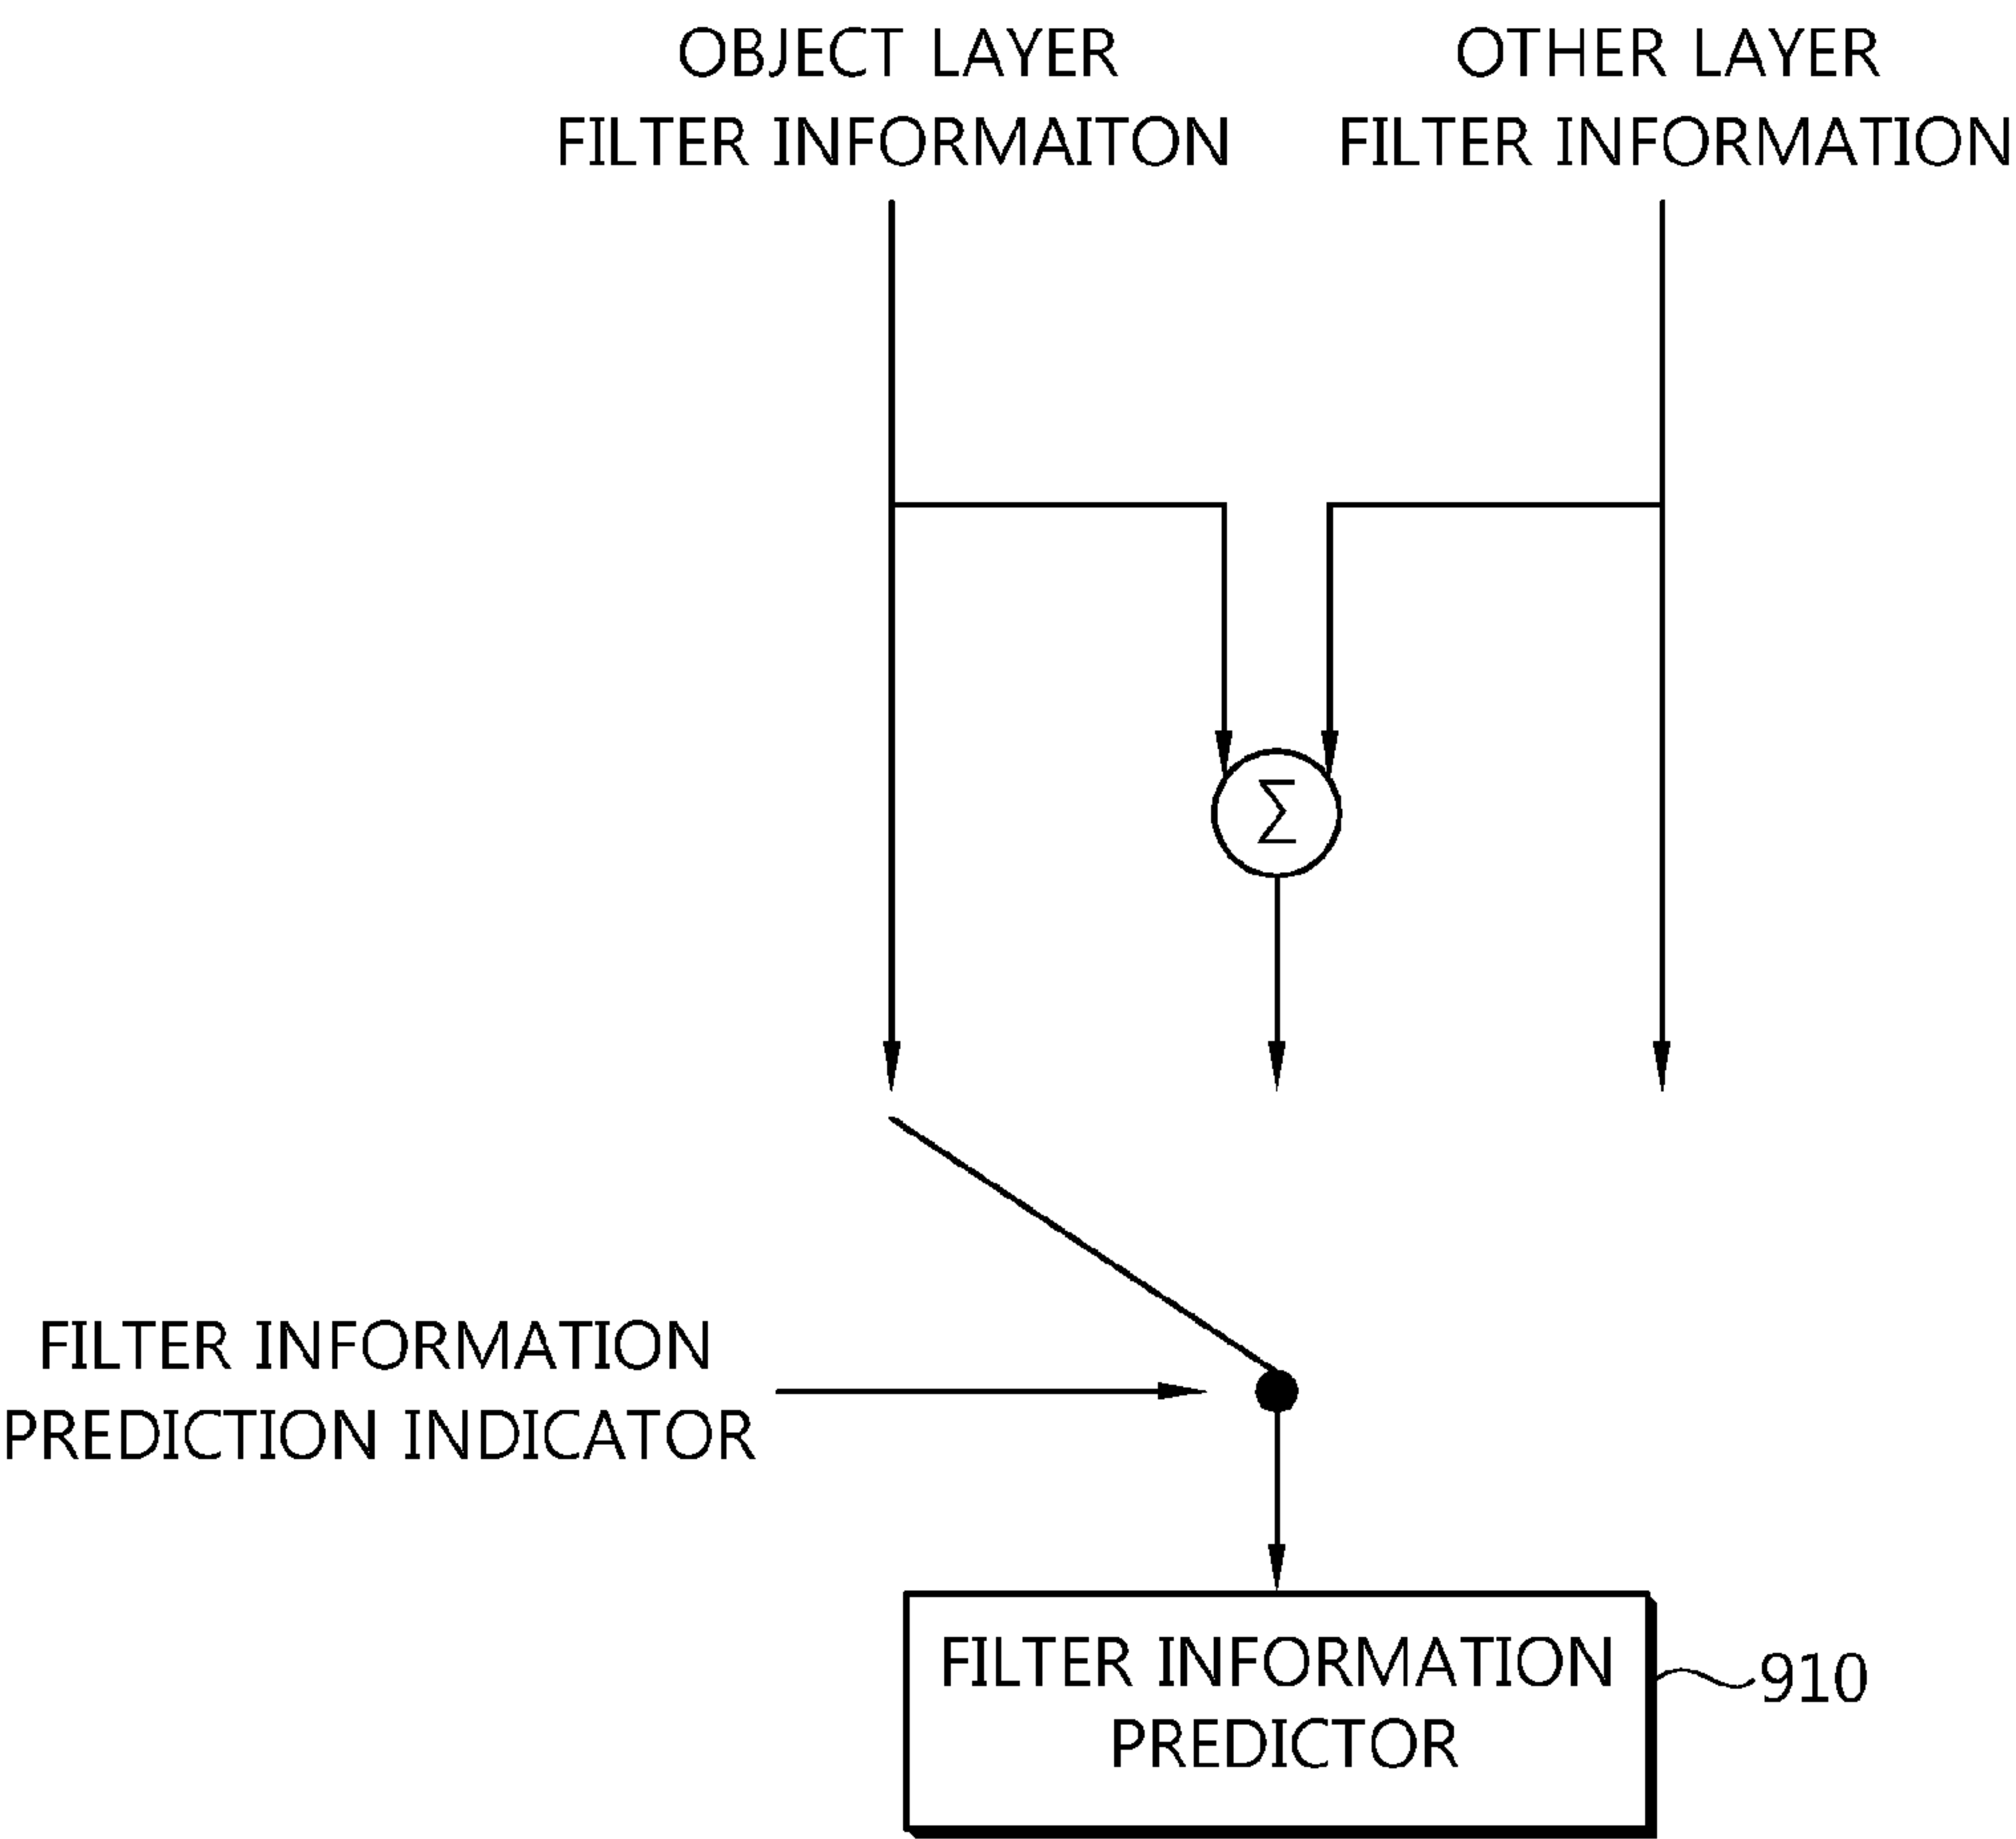 OBJECT LAYER
FILTER INFORMAITON
OTHER LAYER
FILTER INFORMATION
Σ
FILTER INFORMATION
PREDICTION INDICATOR
FILTER INFORMATION
PREDICTOR
910